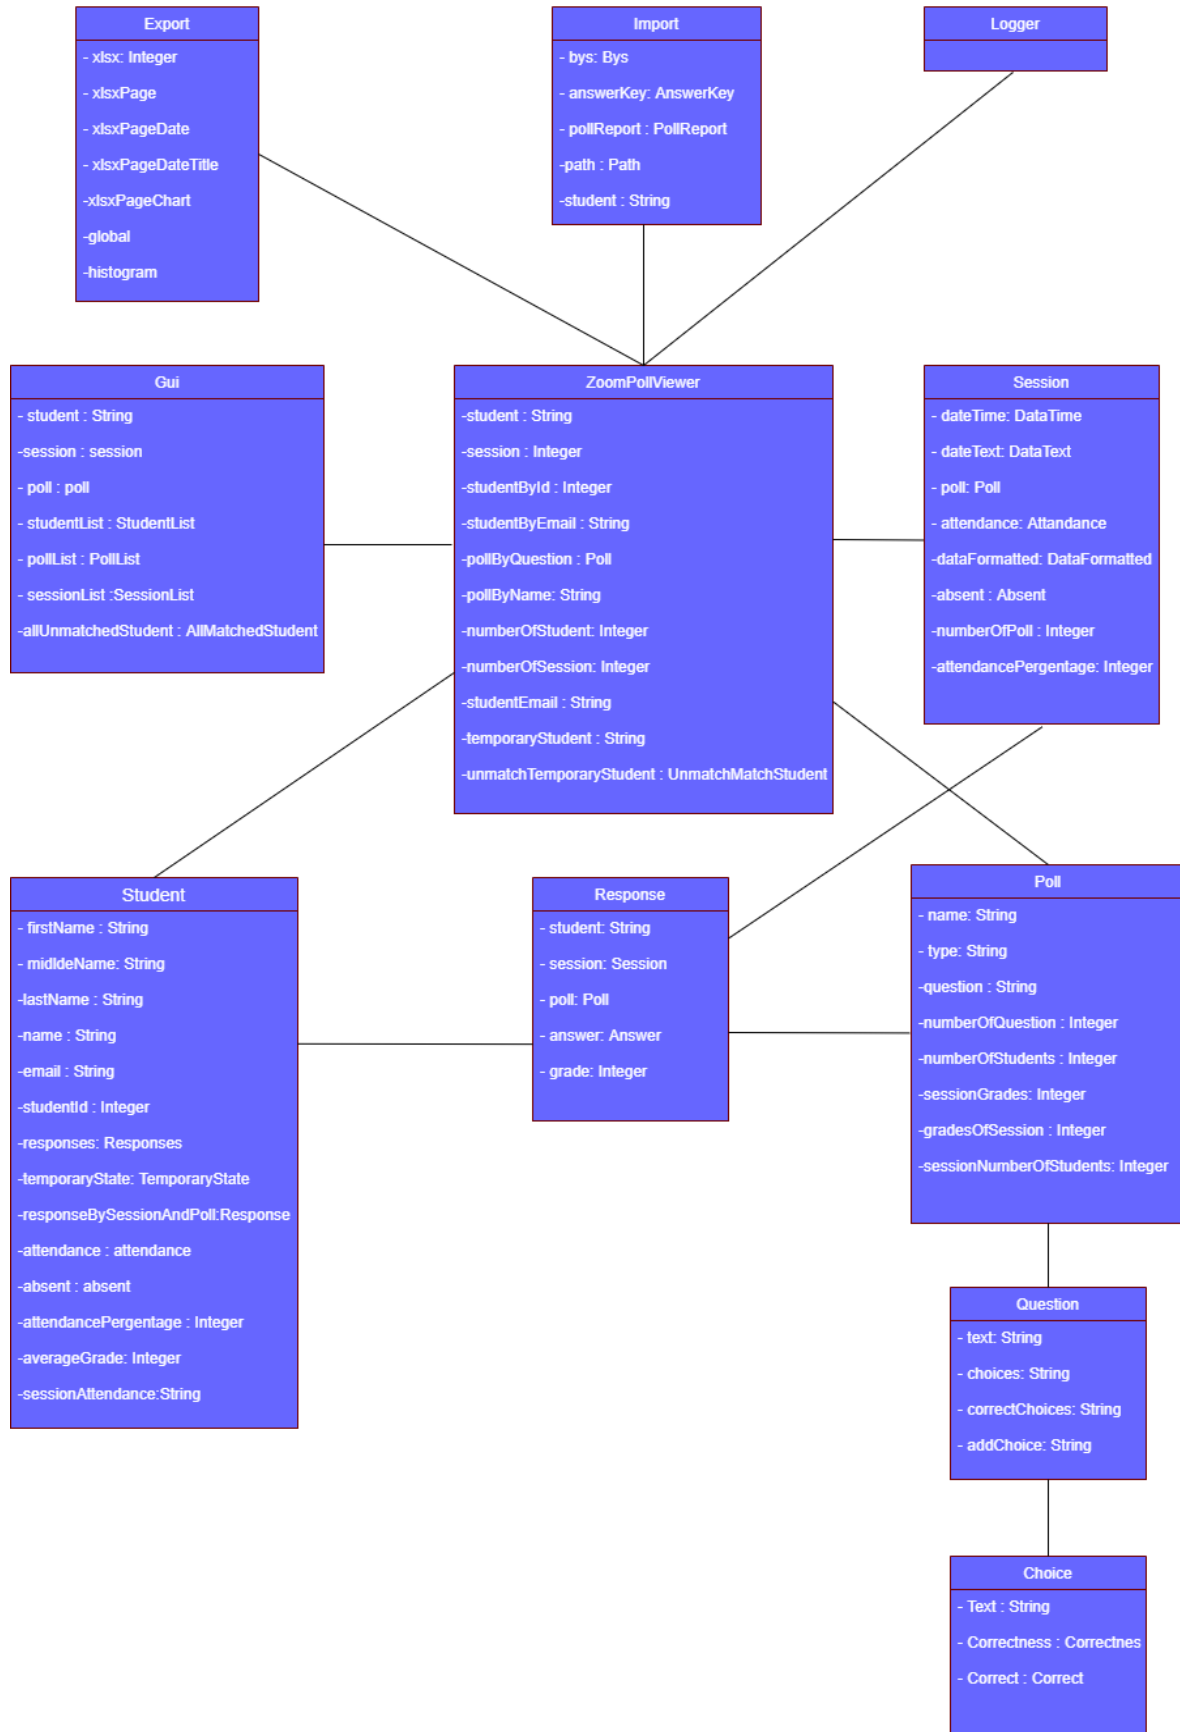 Export
- xlsx: Integer
- xlsxPage
- xlsxPageDate
- xlsxPageDateTitle
-xlsxPageChart
-global
-histogram
Import
- bys: Bys
- answerKey: AnswerKey
- pollReport : PollReport
-path : Path
-student : String
Logger
Gui
- student : String
-session : session
- poll : poll
- studentList : StudentList
- pollList : PollList
- sessionList :SessionList
-allUnmatchedStudent : AllMatchedStudent
ZoomPollViewer
-student : String
-session : Integer
-studentById : Integer
-studentByEmail : String
-pollByQuestion : Poll
-pollByName: String
-numberOfStudent: Integer
-numberOfSession: Integer
-studentEmail : String
-temporaryStudent : String
-unmatchTemporaryStudent : UnmatchMatchStudent
Session
- dateTime: DataTime
- dateText: DataText
- poll: Poll
- attendance: Attandance
-dataFormatted: DataFormatted
-absent : Absent
-numberOfPoll : Integer
-attendancePergentage: Integer
Student
- firstName : String
- midldeName: String
-lastName : String
-name : String
-email : String
-studentId : Integer
-responses: Responses
-temporaryState: TemporaryState
-responseBySessionAndPoll:Response
-attendance : attendance
-absent : absent
-attendancePergentage : Integer
-averageGrade: Integer
-sessionAttendance:String
Response
- student: String
- session: Session
- poll: Poll
- answer: Answer
- grade: Integer
Poll
- name: String
- type: String
-question : String
-numberOfQuestion : Integer
-numberOfStudents : Integer
-sessionGrades: Integer
-gradesOfSession : Integer
-sessionNumberOfStudents: Integer
Question
- text: String
- choices: String
- correctChoices: String
- addChoice: String
Choice
- Text : String
- Correctness : Correctnes
- Correct : Correct